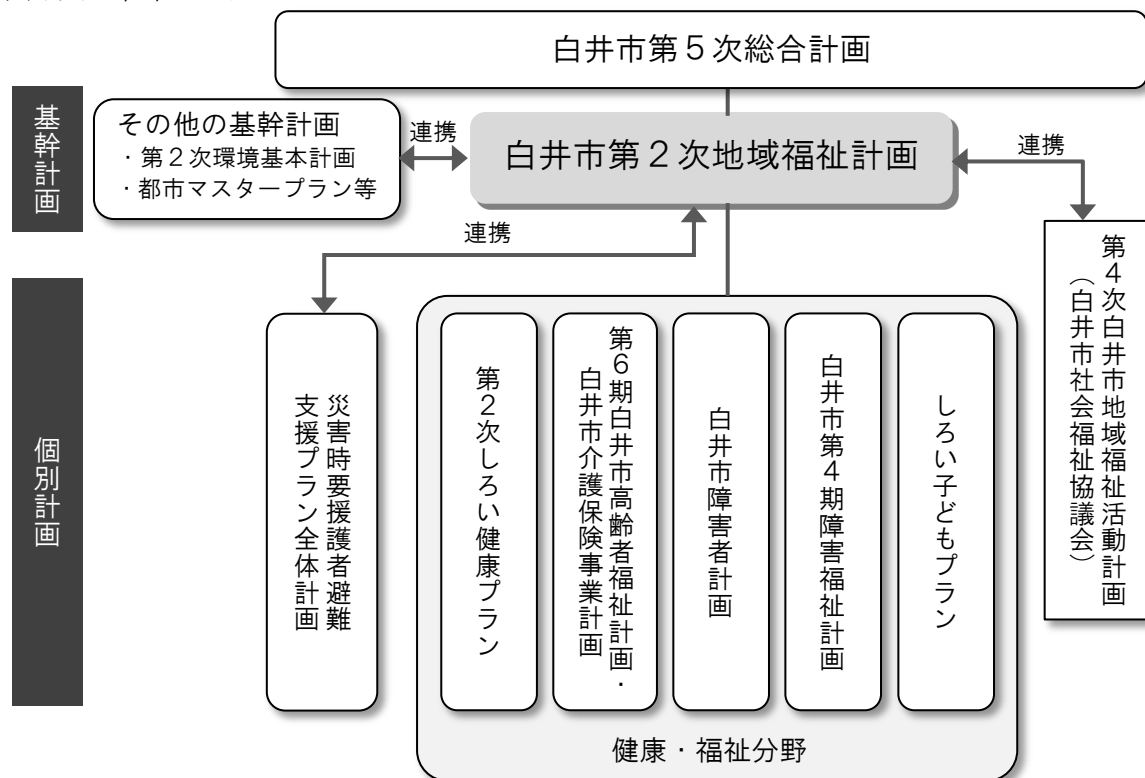 白井市第５次総合計画
基幹計画
その他の基幹計画
・第２次環境基本計画
・都市マスタープラン等
連携
白井市第２次地域福祉計画
連携
連携
個別計画
災害時要援護者避難
支援プラン全体計画
第２次しろい健康プラン
第６期白井市高齢者福祉計画・
白井市介護保険事業計画
白井市障害者計画
白井市第４期障害福祉計画
しろい子どもプラン
第４次白井市地域福祉活動計画
（白井市社会福祉協議会）
健康・福祉分野